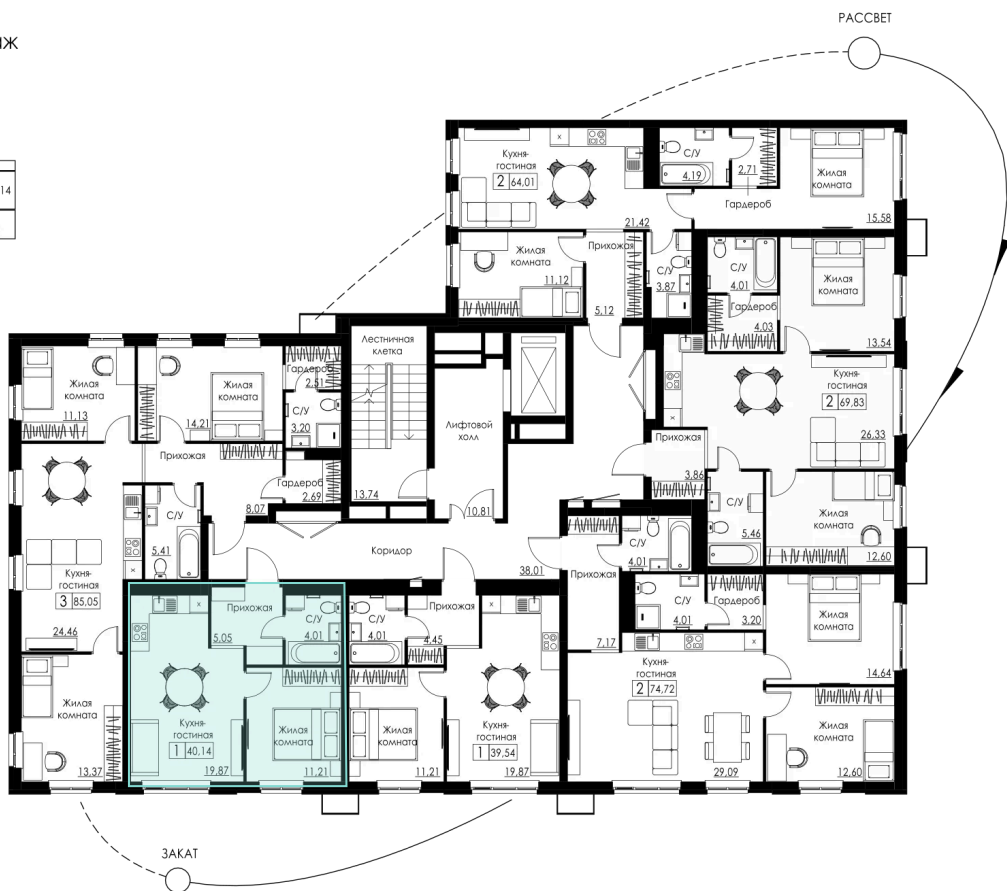 РАССВЕТ
14
Кухня-
гостиная
2 64,01
21.42
С/У
4.19
2.71
Гардероб
Жилая
комната
15.58
Жилая
комната
11.12
Прихожая
5.12
С/У
3.87
С/У
4.01
Гардероб
4.03
Жилая
комната
13.54
Кухня-
гостиная
2 69,83
26.33
Прихожая
3.86
С/У
5.46
Жилая
комната
12.60
Лестничная
клетка
13.74
Лифтовой
холл
10.81
Коридор
38.01
Жилая
комната
11.13
Жилая
комната
14.21
Гардероб
2.51
С/У
3.20
Прихожая
8.07
Гардероб
2.69
С/У
5.41
Кухня-
гостиная
3 85,05
24.46
Жилая
комната
13.37
Прихожая
5.05
С/У
4.01
Кухня-
гостиная
1 40,14
19.87
Жилая
комната
11.21
С/У
4.01
Прихожая
4.45
Жилая
комната
11.21
Кухня-
гостиная
1 39,54
19.87
С/У
4.01
Прихожая
7.17
С/У
4.01
Гардероб
3.20
Жилая
комната
14.64
Кухня-
гостиная
2 74,72
29.09
Жилая
комната
12.60
ЗАКАТ